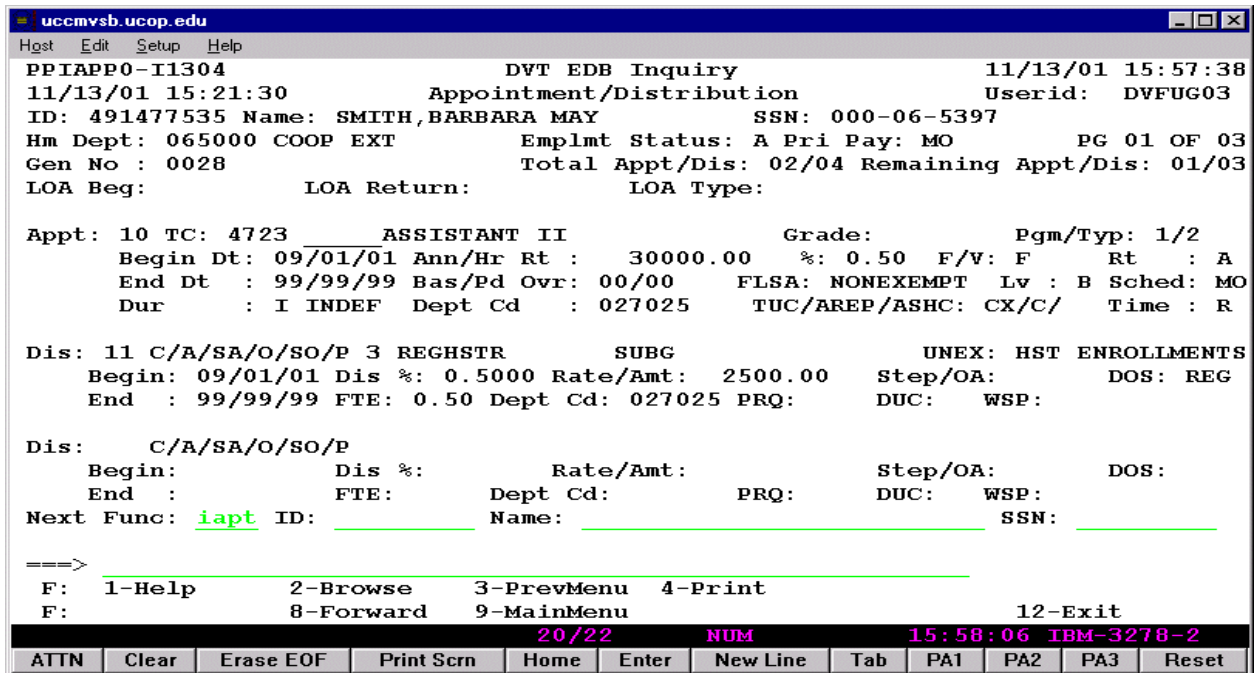 uccmvsb.ucop.edu
Host Edit Setup Help
PPIAPP0-I1304 DVT EDB Inquiry 11/13/01 15:57:38
11/13/01 15:21:30 Appointment/Distribution Userid: DVFUG03
ID: 491477535 Name: SMITH,BARBARA MAY SSN: 000-06-5397
Hm Dept: 065000 COOP EXT Emplmt Status: A Pri Pay: MO PG 01 OF 03
Gen No : 0028 Total Appt/Dis: 02/04 Remaining Appt/Dis: 01/03
LOA Beg: LOA Return: LOA Type:
Appt: 10 TC: 4723 _____ASSISTANT II Grade: Pgm/Typ: 1/2
Begin Dt: 09/01/01 Ann/Hr Rt : 30000.00 %: 0.50 F/V: F Rt : A
End Dt : 99/99/99 Bas/Pd Ovr: 00/00 FLSA: NONEXEMPT Lv : B Sched: MO
Dur : I INDEF Dept Cd : 027025 TUC/AREP/ASHC: CX/C/ Time : R
Dis: 11 C/A/SA/O/SO/P 3 REGHSTR SUBG UNEX: HST ENROLLMENTS
Begin: 09/01/01 Dis %: 0.5000 Rate/Amt: 2500.00 Step/OA: DOS: REG
End : 99/99/99 FTE: 0.50 Dept Cd: 027025 PRQ: DUC: WSP:
Dis: C/A/SA/O/SO/P
Begin: Dis %: Rate/Amt: Step/OA: DOS:
End : FTE: Dept Cd: PRQ: DUC: WSP:
Next Func: iapt ID: Name: SSN:
===>
F: 1-Help 2-Browse 3-PrevMenu 4-Print
F: 8-Forward 9-MainMenu 12-Exit
20/22 NUM 15:58:06 IBM-3278-2
ATTN Clear Erase EOF Print Scrn Home Enter New Line Tab PA1 PA2 PA3 Reset